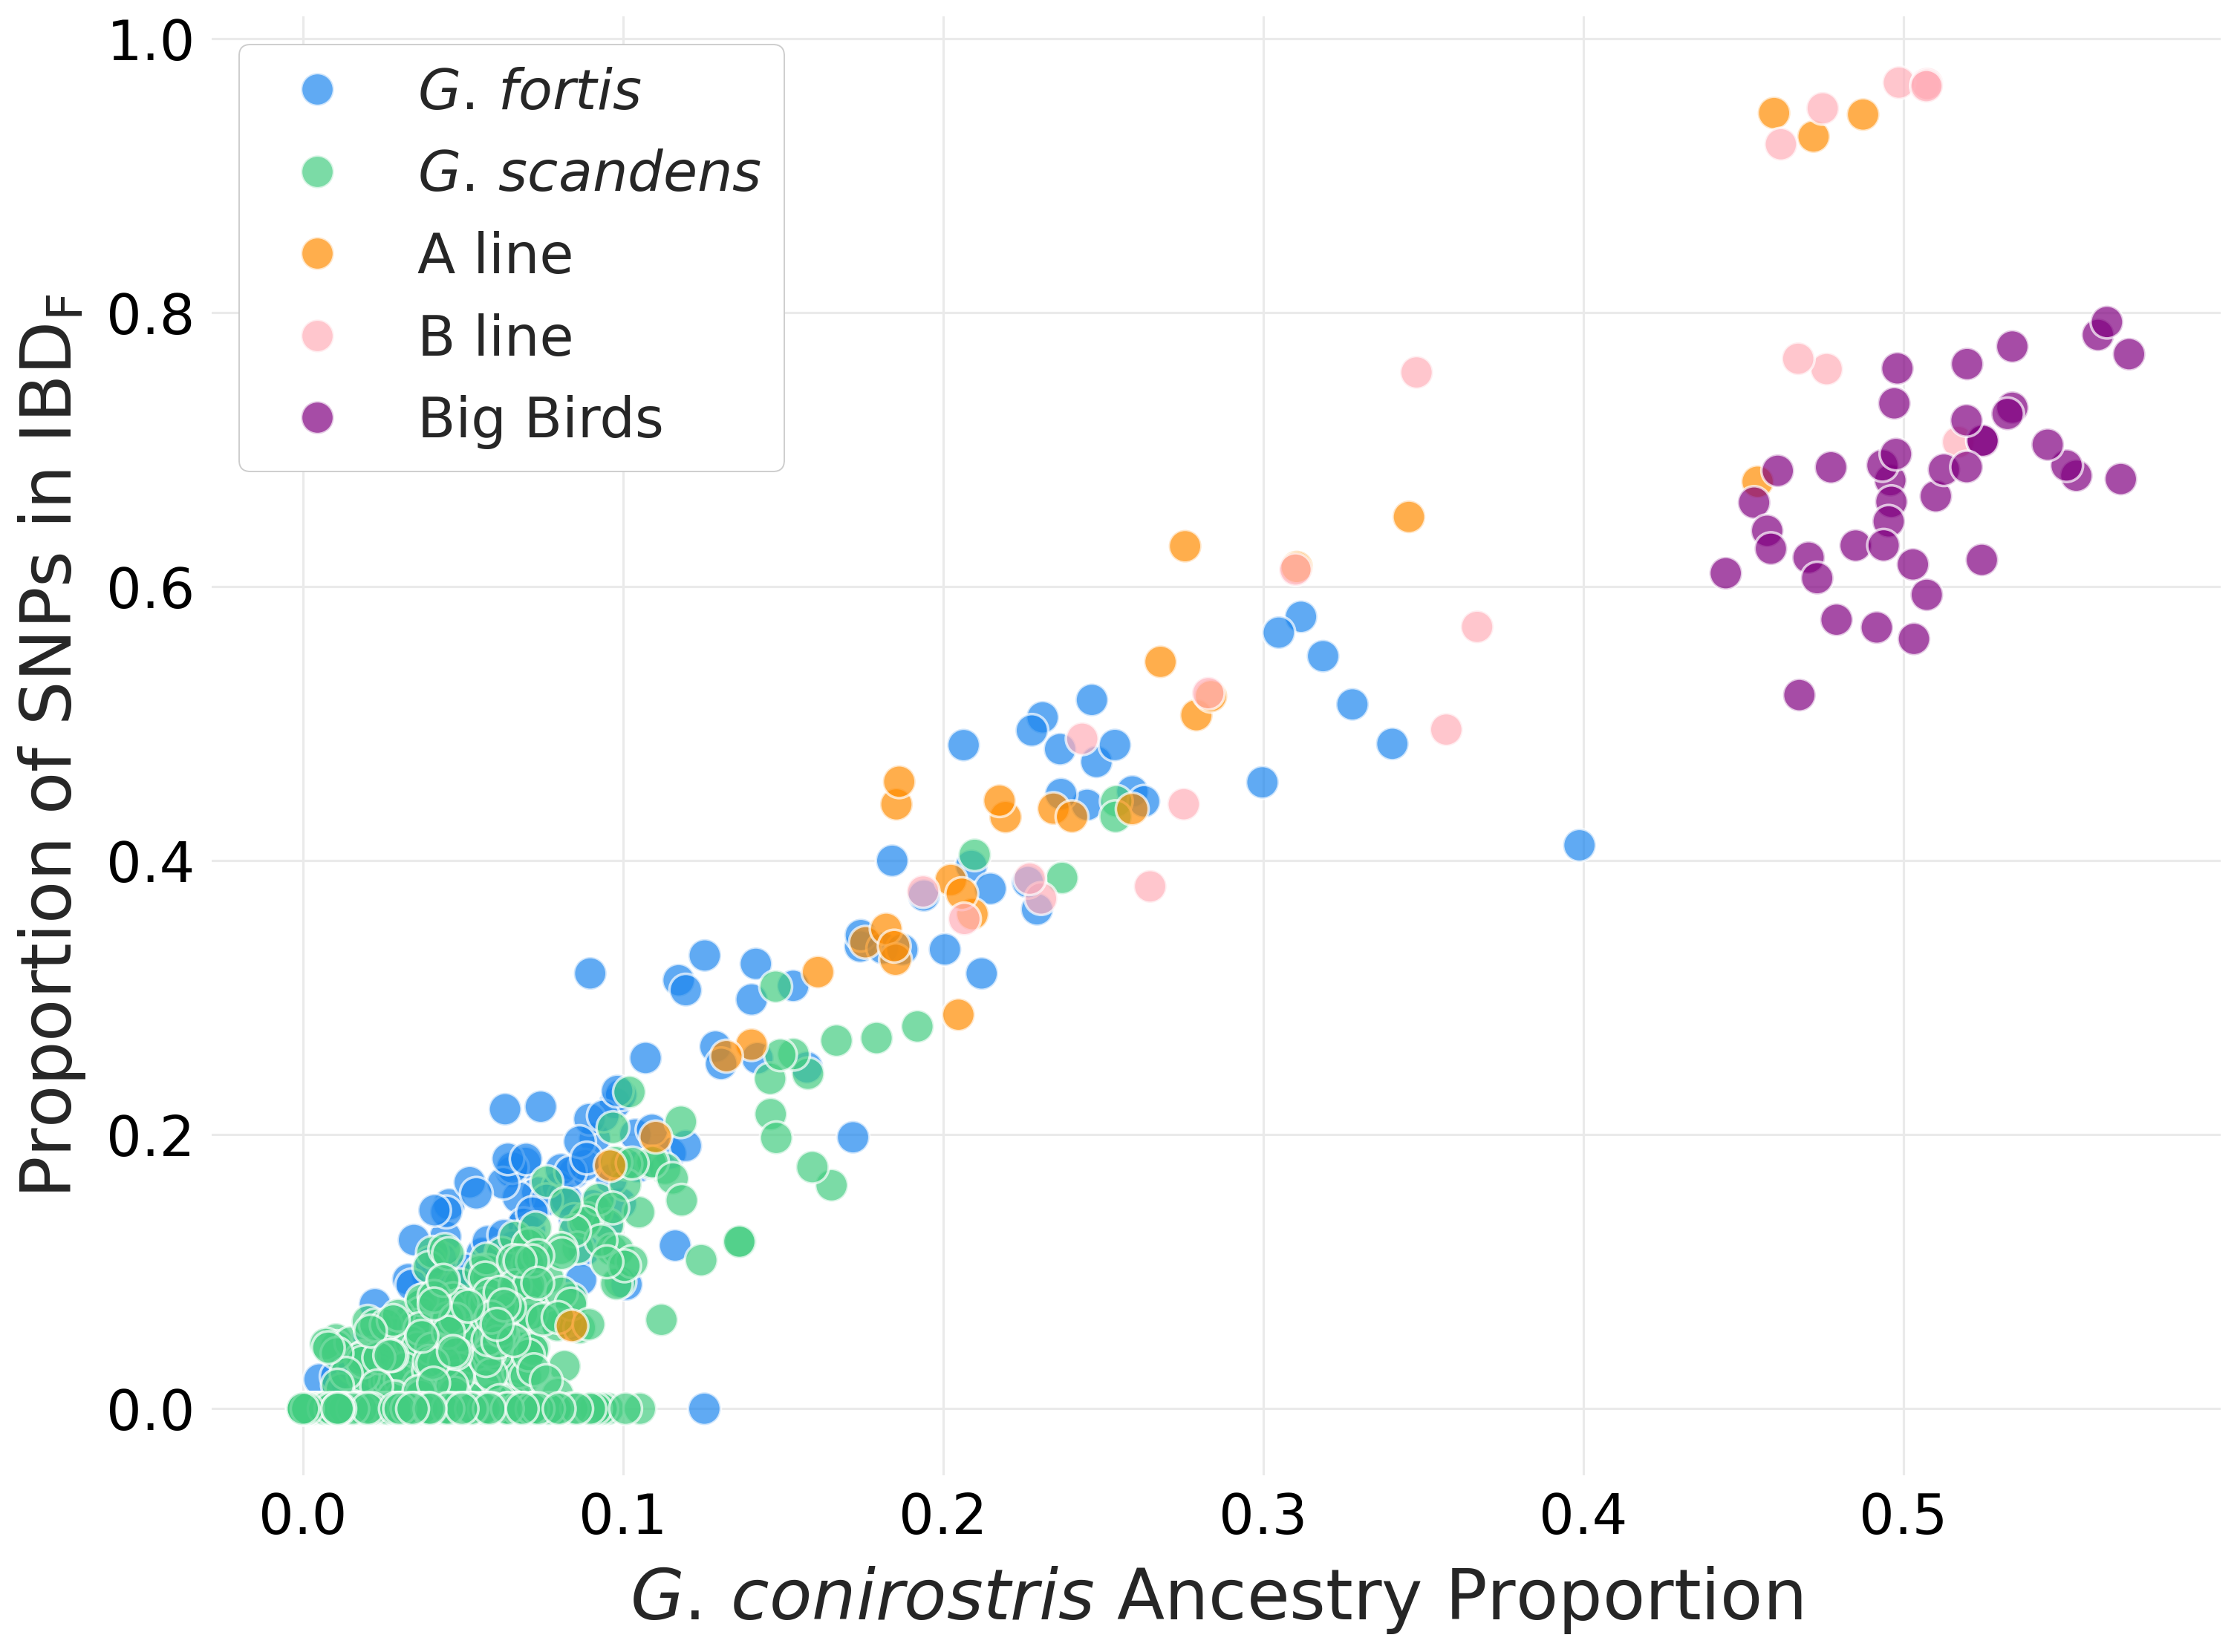 1.0
0.8
0.6
0.4
0.2
0.0
Proportion of SNPs in IBD_F
G. fortis
G. scandens
A line
B line
Big Birds
0.0 0.1 0.2 0.3 0.4 0.5
G. conirostris Ancestry Proportion